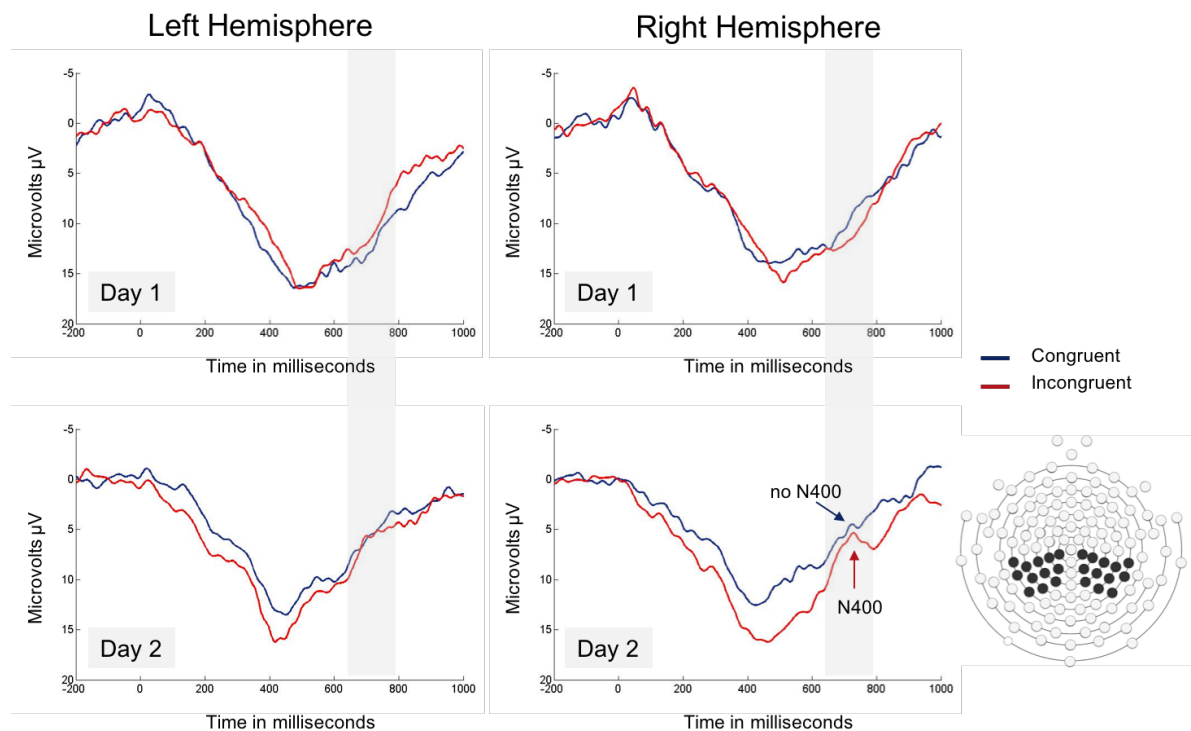 Left Hemisphere
Right Hemisphere
-5
0
5
10
15
20
-200 0 200 400 600 800 1000
Microvolts µV
Time in milliseconds
Day 1
-5
0
5
10
15
20
-200 0 200 400 600 800 1000
Microvolts µV
Time in milliseconds
Day 1
Congruent
Incongruent
-5
0
5
10
15
20
-200 0 200 400 600 800 1000
Microvolts µV
Time in milliseconds
Day 2
-5
0
5
10
15
20
-200 0 200 400 600 800 1000
Microvolts µV
Time in milliseconds
Day 2
no N400
N400